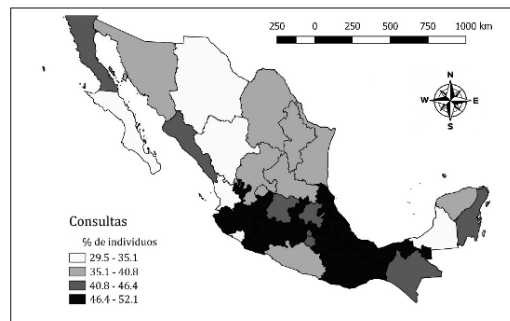 250 0 250 500 750 1000 km
N
W E
S
Consultas
% de individuos
29.5 - 35.1
35.1 - 40.8
40.8 - 46.4
46.4 - 52.1